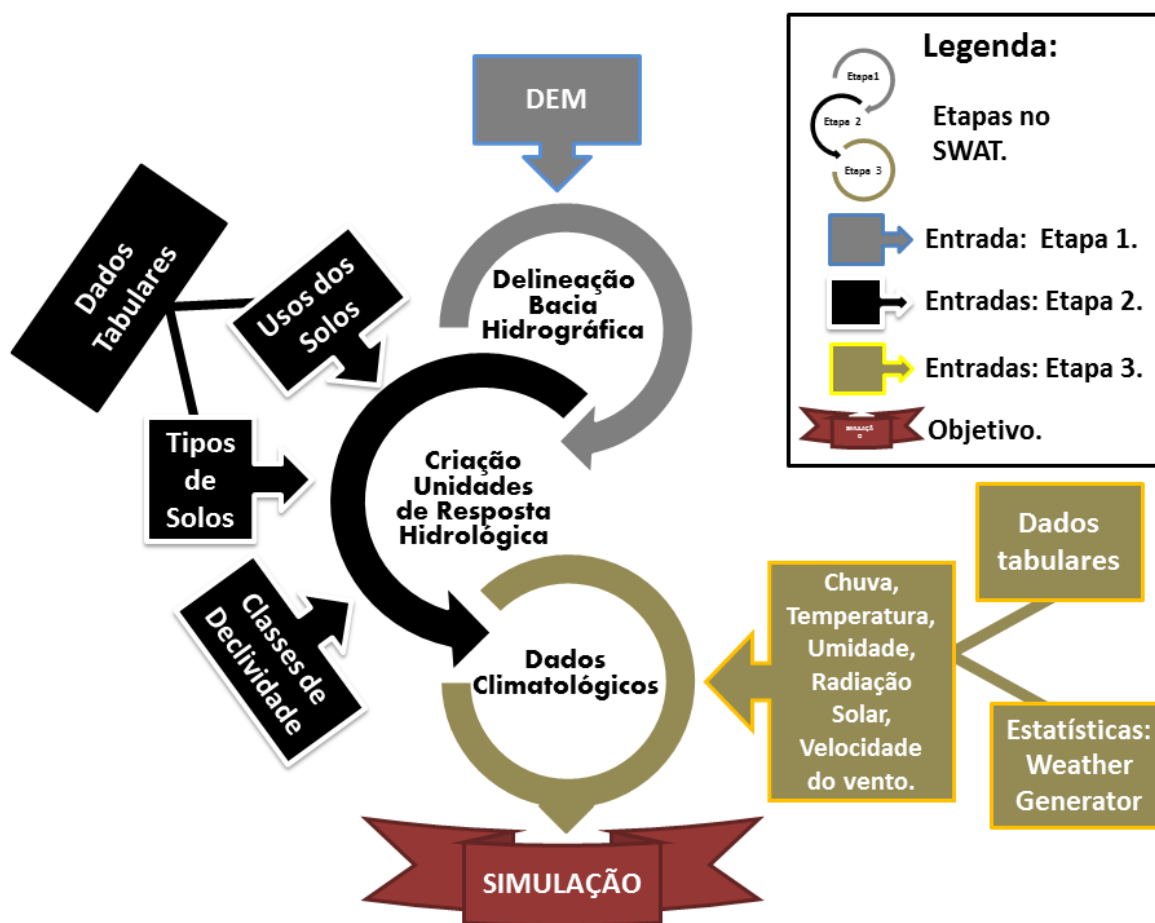 DEM
Delineação
Bacia
Hidrográfica
Dados
Tabulares
Usos dos
Solos
Tipos
de
Solos
Classes de
Declividade
Criação
Unidades
de Resposta
Hidrológica
Dados
Climatológicos
Chuva,
Temperatura,
Umidade,
Radiação
Solar,
Velocidade
do vento.
Dados
tabulares
Estatísticas:
Weather
Generator
SIMULAÇÃO
Legenda:
Etapa1
Etapa 2
Etapa 3
Etapas no
SWAT.
Entrada: Etapa 1.
Entradas: Etapa 2.
Entradas: Etapa 3.
SIMULAÇÃ
O
Objetivo.